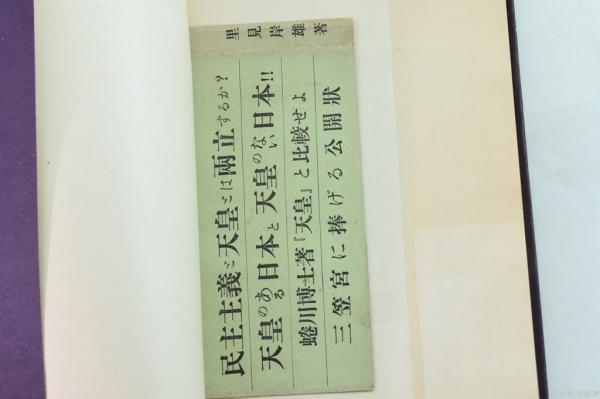 里見岸雄著
民主主義と天皇とは兩立するか?
天皇のある日本と天皇のない日本!!
蜷川博士著『天皇』と比較せよ
三笠宮に捧げる公開狀